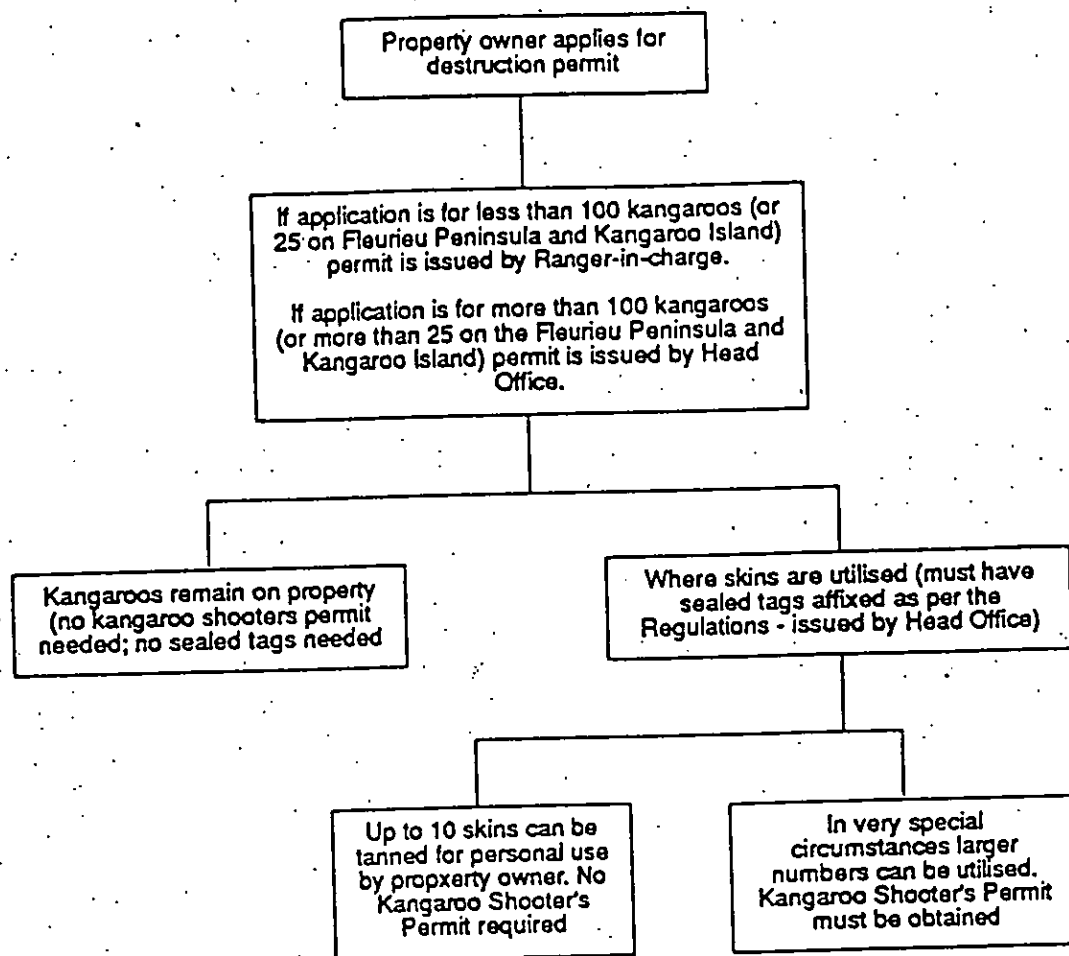 Property owner applies for
destruction permit
If application is for less than 100 kangaroos (or
25 on Fleurieu Peninsula and Kangaroo Island)
permit is issued by Ranger-in-charge.
If application is for more than 100 kangaroos
(or more than 25 on the Fleurieu Peninsula and
Kangaroo Island) permit is issued by Head
Office.
Kangaroos remain on property
(no kangaroo shooters permit
needed; no sealed tags needed
Where skins are utilised (must have
sealed tags affixed as per the
Regulations - issued by Head Office)
Up to 10 skins can be
tanned for personal use
by propxerty owner. No
Kangaroo Shooter's
Permit required
In very special
circumstances larger
numbers can be utilised.
Kangaroo Shooter's Permit
must be obtained